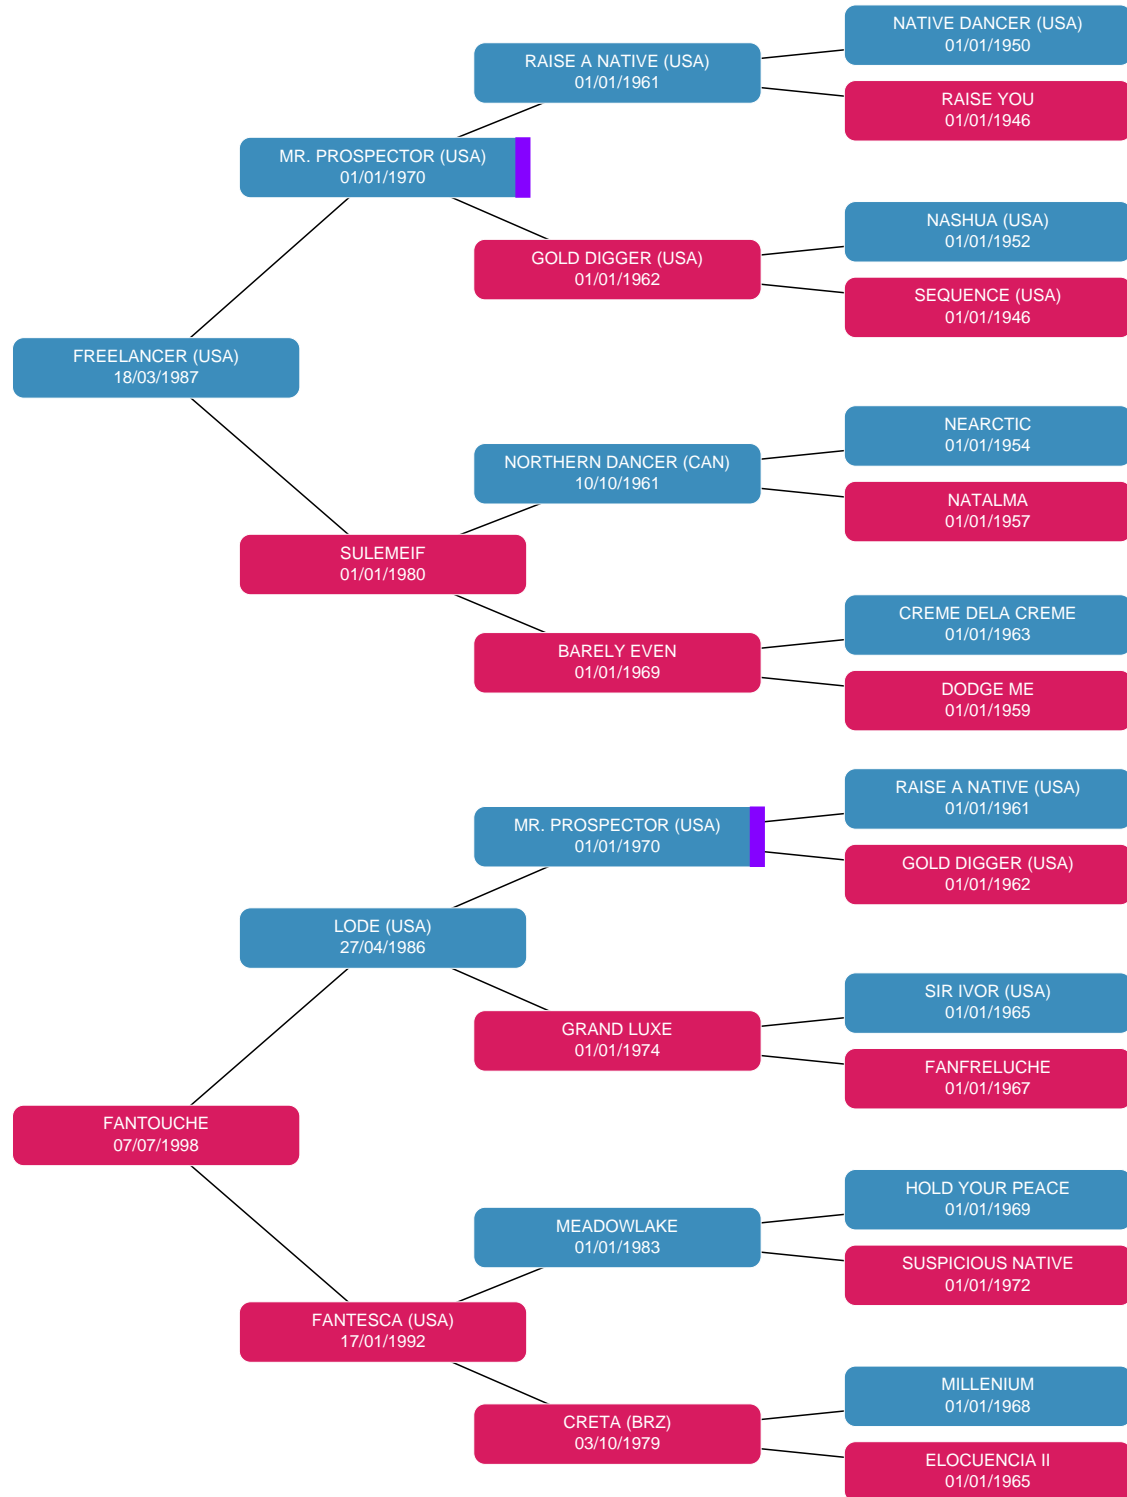 NATIVE DANCER (USA)
01/01/1950
RAISE A NATIVE (USA)
01/01/1961
RAISE YOU
01/01/1946
MR. PROSPECTOR (USA)
01/01/1970
NASHUA (USA)
01/01/1952
GOLD DIGGER (USA)
01/01/1962
SEQUENCE (USA)
01/01/1946
FREELANCER (USA)
18/03/1987
NEARCTIC
01/01/1954
NORTHERN DANCER (CAN)
10/10/1961
NATALMA
01/01/1957
SULEMEIF
01/01/1980
CREME DELA CREME
01/01/1963
BARELY EVEN
01/01/1969
DODGE ME
01/01/1959
RAISE A NATIVE (USA)
01/01/1961
MR. PROSPECTOR (USA)
01/01/1970
GOLD DIGGER (USA)
01/01/1962
LODE (USA)
27/04/1986
SIR IVOR (USA)
01/01/1965
GRAND LUXE
01/01/1974
FANFRELUCHE
01/01/1967
FANTOUCHE
07/07/1998
HOLD YOUR PEACE
01/01/1969
MEADOWLAKE
01/01/1983
SUSPICIOUS NATIVE
01/01/1972
FANTESCA (USA)
17/01/1992
MILLENIUM
01/01/1968
CRETA (BRZ)
03/10/1979
ELOCUENCIA II
01/01/1965